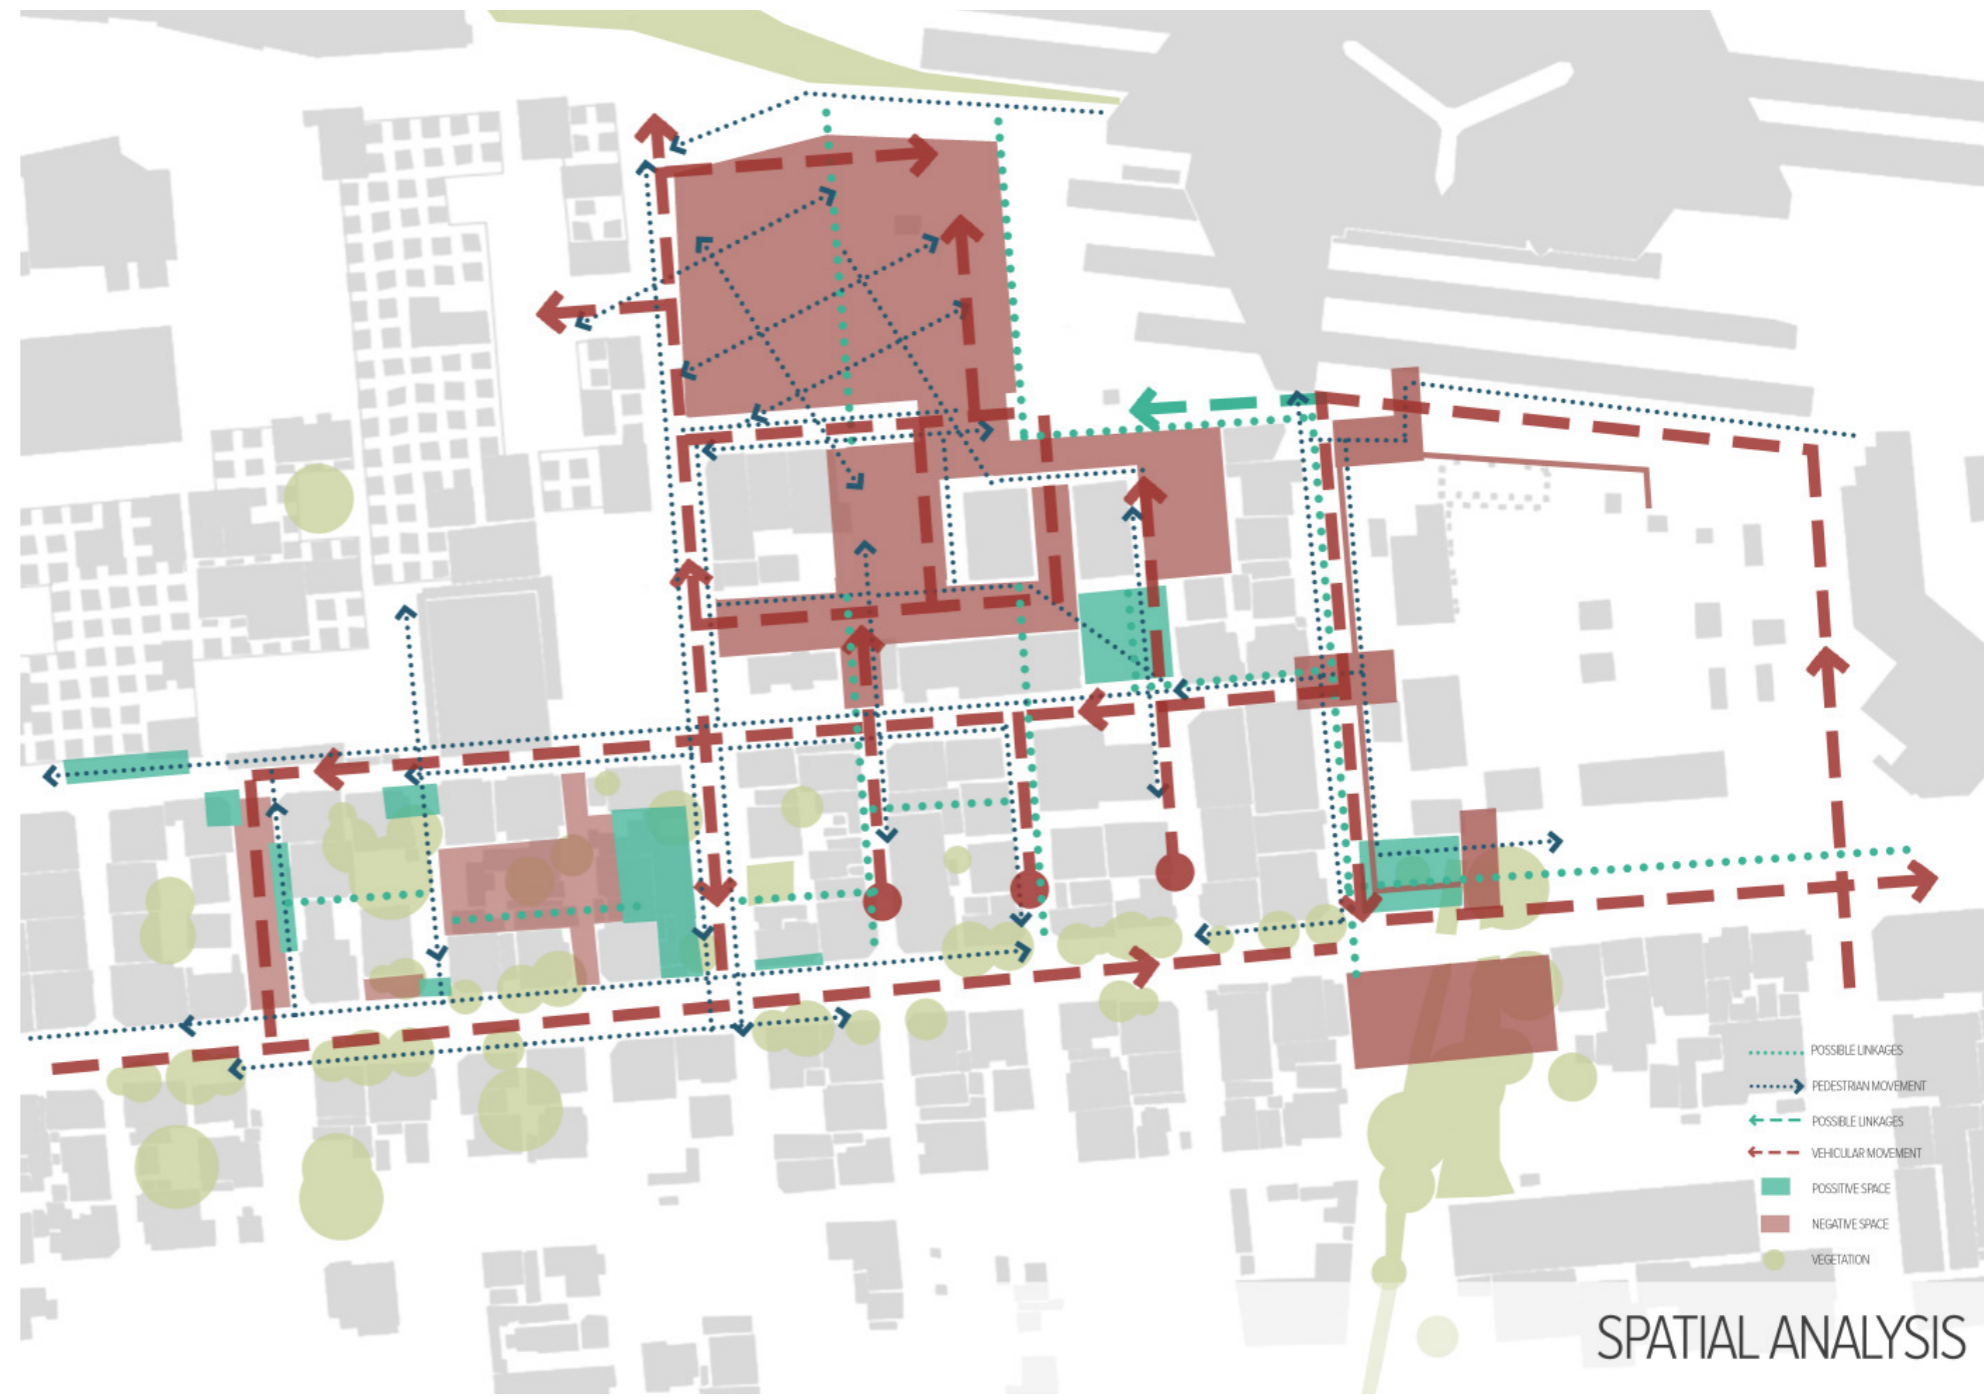 POSSIBLE LINKAGES
PEDESTRIAN MOVEMENT
POSSIBLE LINKAGES
VEHICULAR MOVEMENT
POSSITIVE SPACE
NEGATIVE SPACE
VEGETATION
SPATIAL ANALYSIS